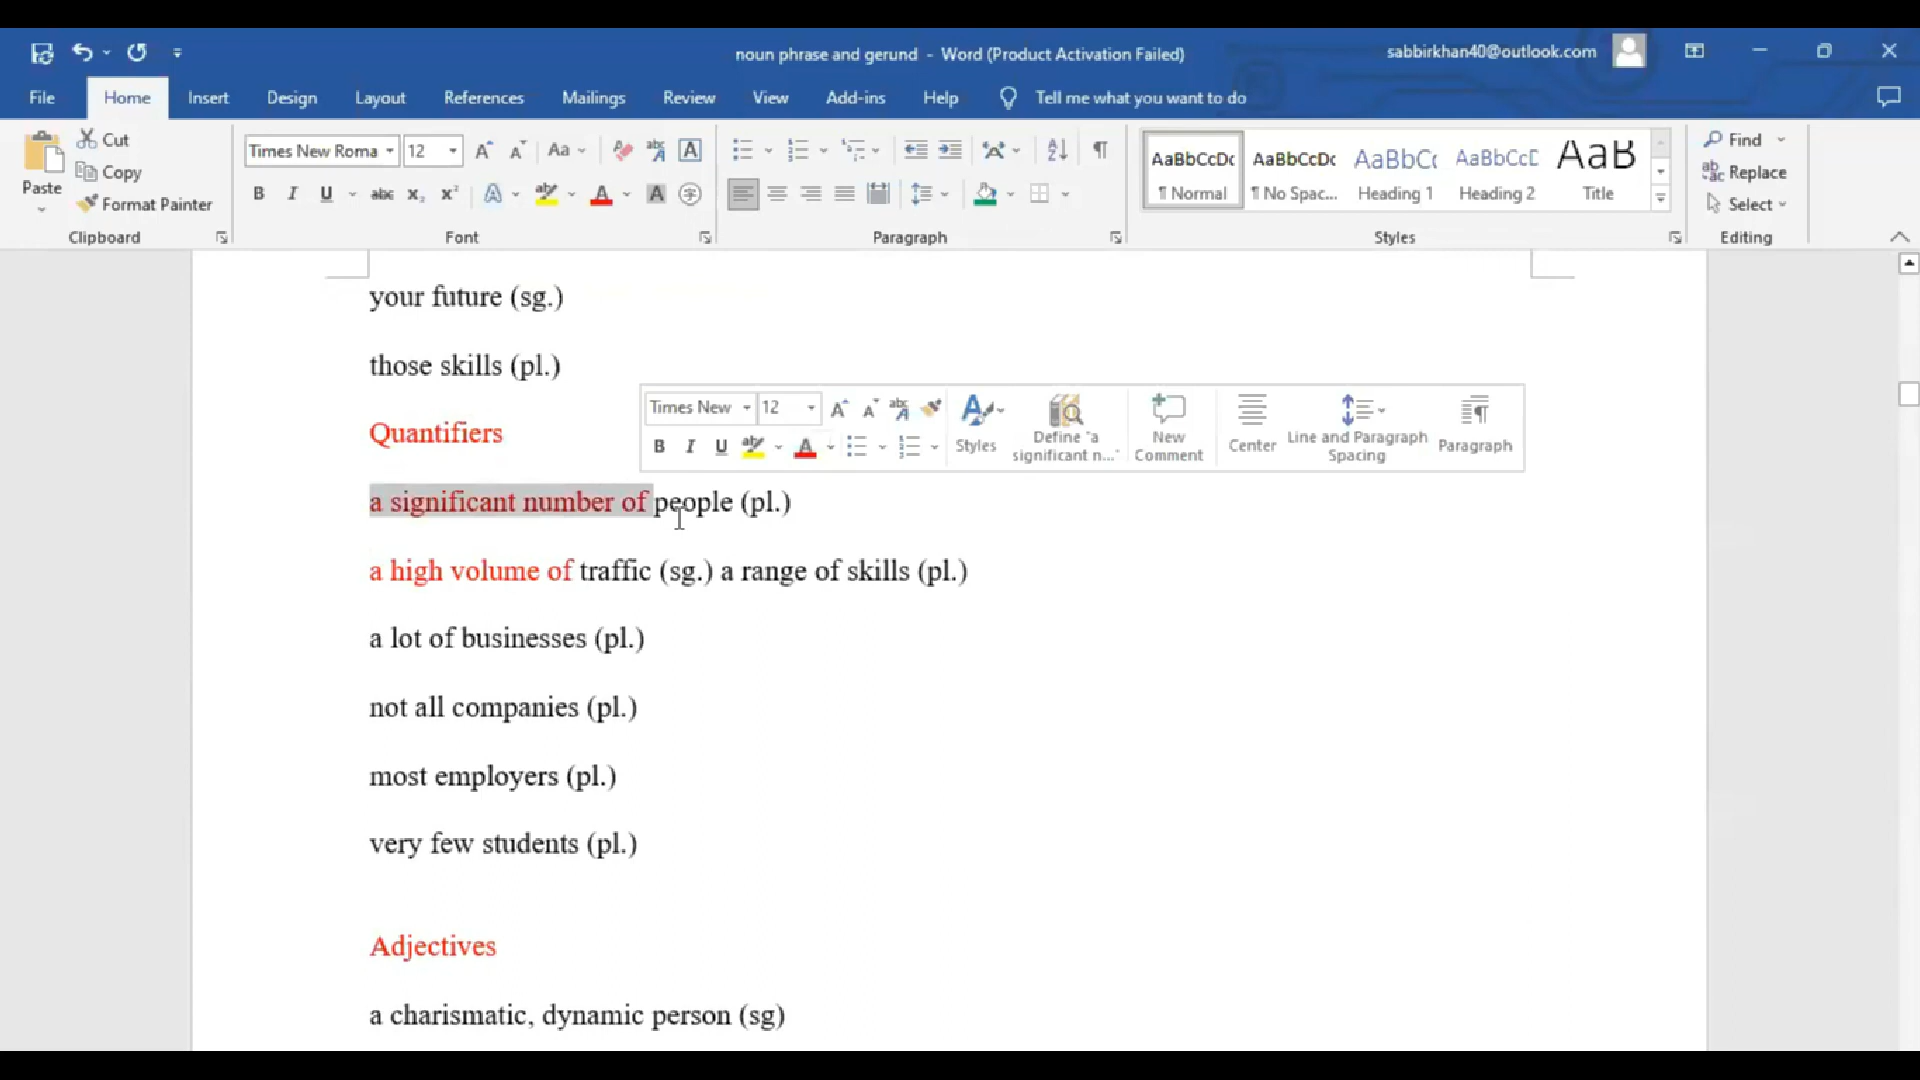 noun phrase and gerund - Word (Product Activation Failed)
sabbirkhan40@outlook.com
File Home Insert Design Layout References Mailings Review View Add-ins Help Tell me what you want to do
Paste
Cut
Copy
Format Painter
Clipboard
Times New Roma 12
Font
Paragraph
AaBbCcDc AaBbCcDc AaBbC AaBbCcD AaB
¶ Normal ¶ No Spac... Heading 1 Heading 2 Title
Styles
Find
Replace
Select
Editing
your future (sg.)
those skills (pl.)
Quantifiers
Times New 12
Styles
Define "a significant n..."
New Comment
Center
Line and Paragraph Spacing
Paragraph
a significant number of people (pl.)
a high volume of traffic (sg.) a range of skills (pl.)
a lot of businesses (pl.)
not all companies (pl.)
most employers (pl.)
very few students (pl.)
Adjectives
a charismatic, dynamic person (sg)